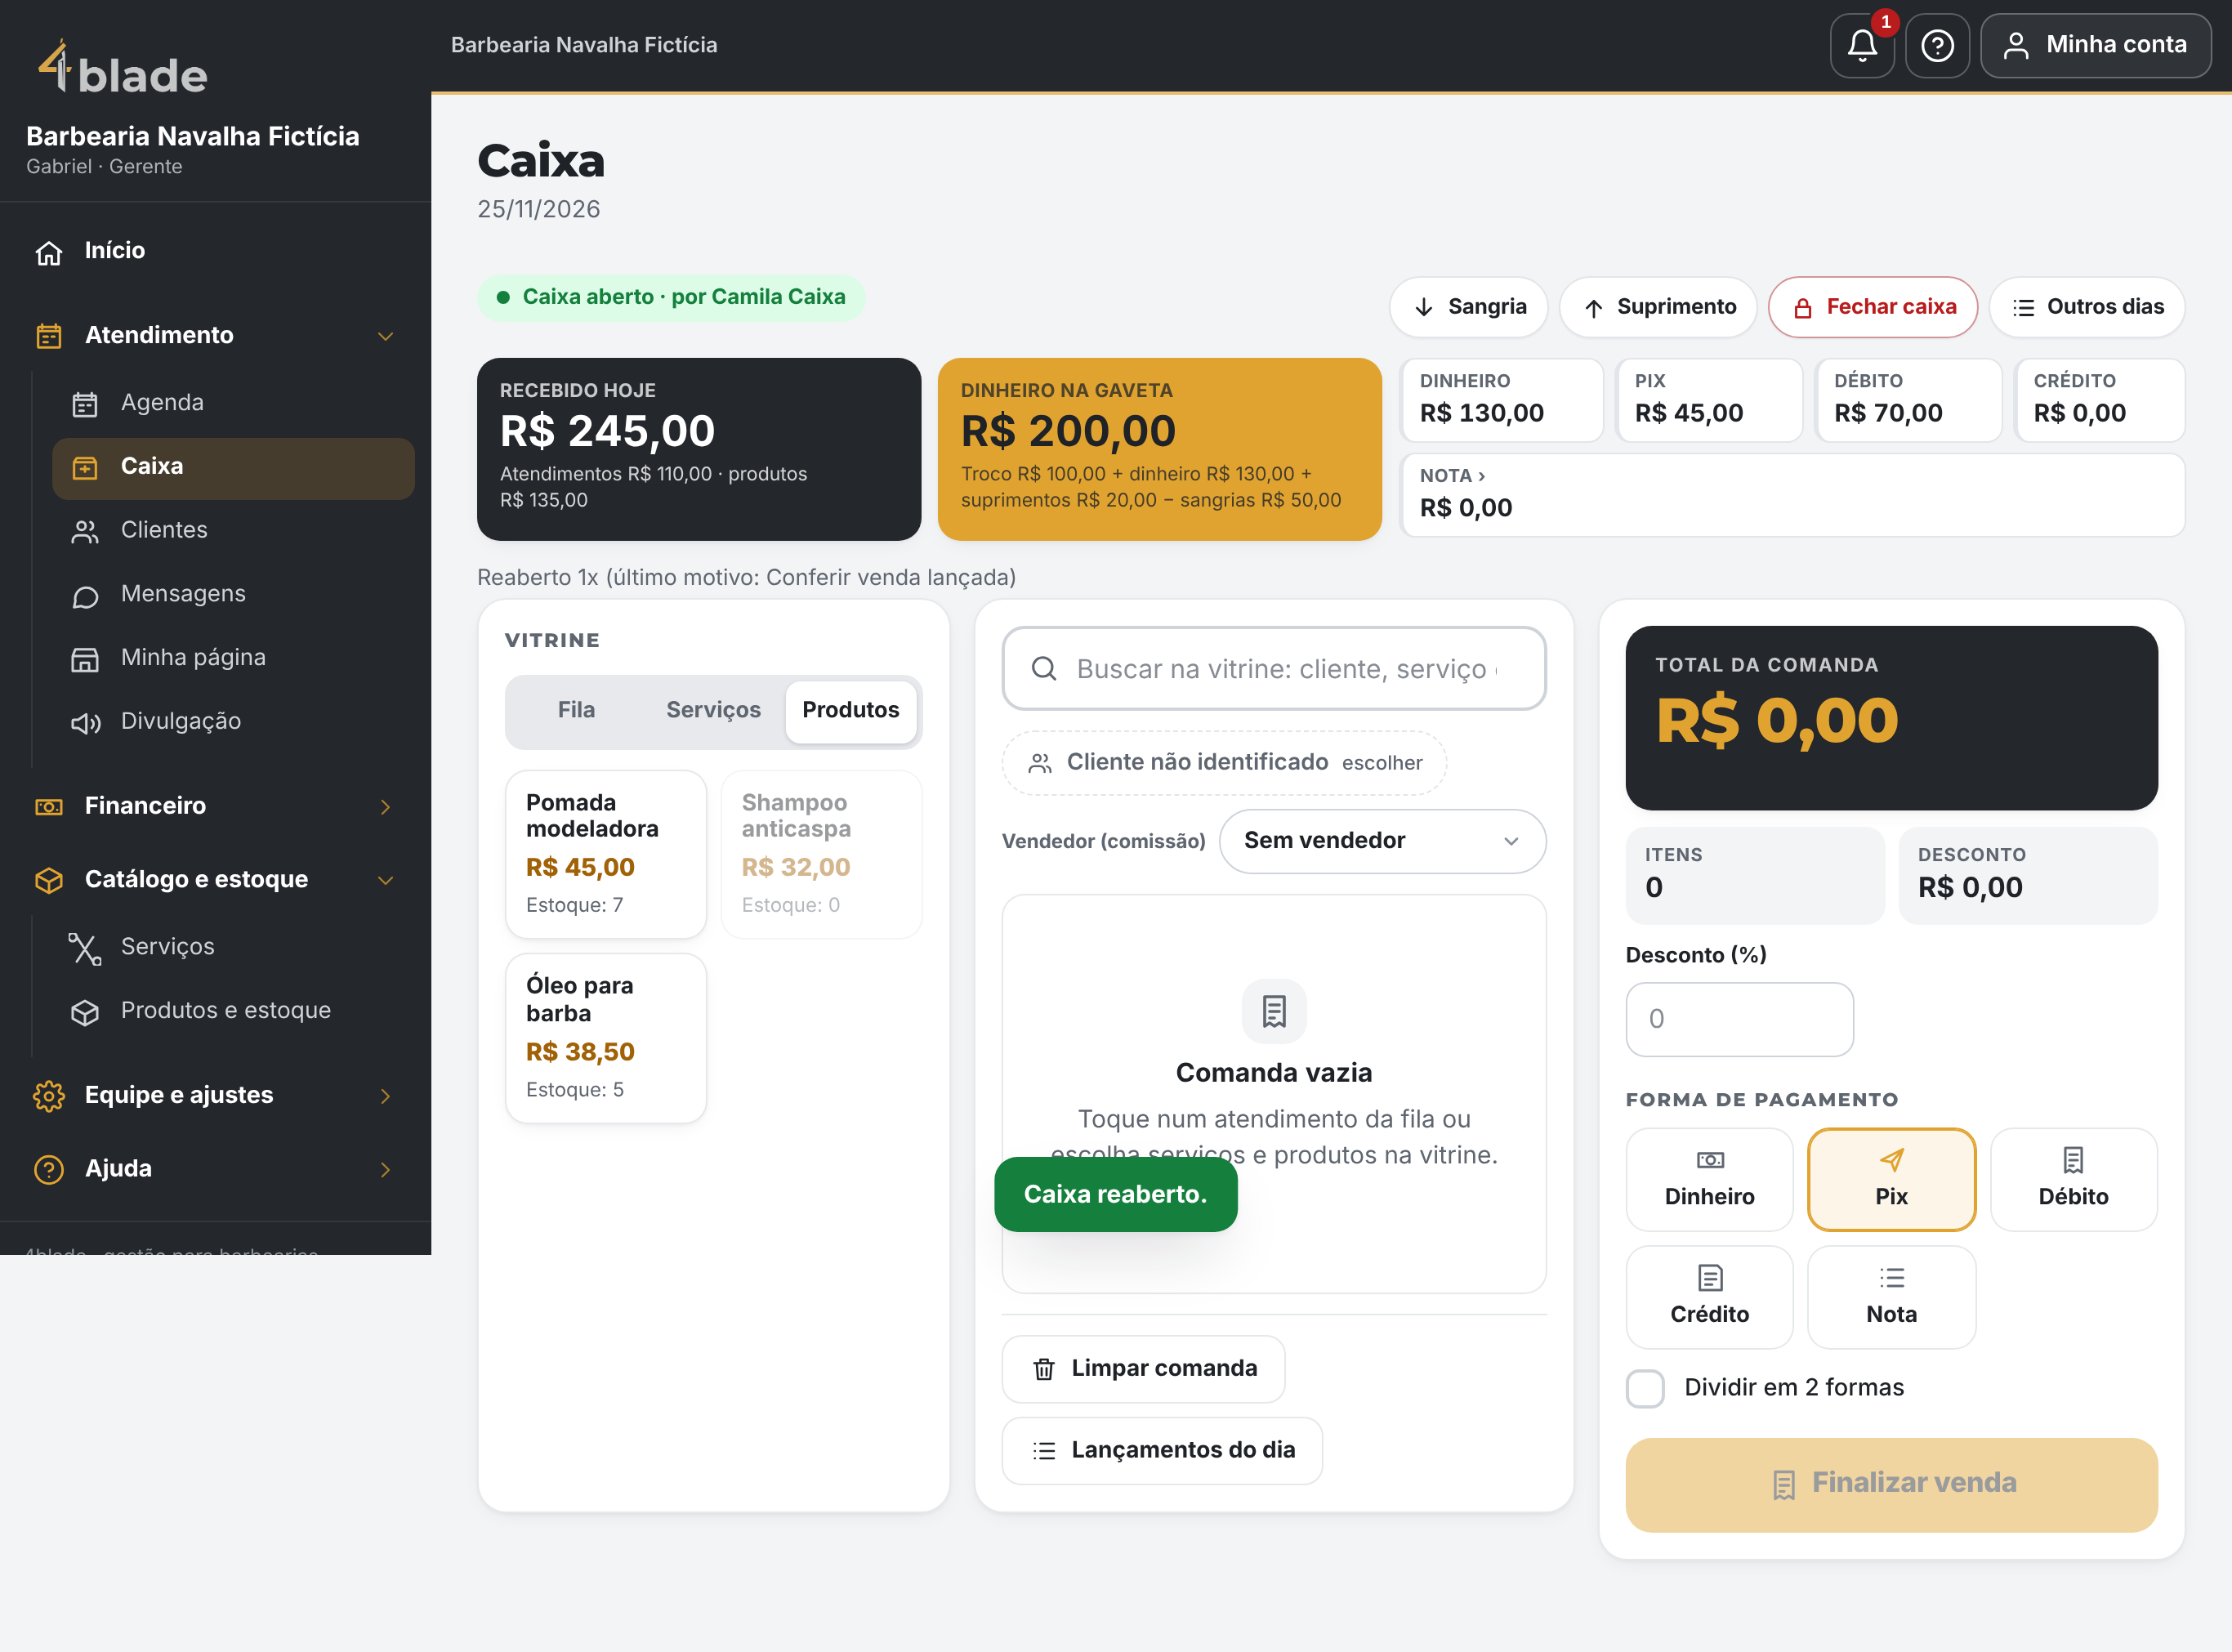 4blade
Barbearia Navalha Fictícia
Gabriel · Gerente
Início
Atendimento
Agenda
Caixa
Clientes
Mensagens
Minha página
Divulgação
Financeiro
Catálogo e estoque
Serviços
Produtos e estoque
Equipe e ajustes
Ajuda
4blade · gestão para barbearias
Barbearia Navalha Fictícia
1
Minha conta
Caixa
25/11/2026
Caixa aberto · por Camila Caixa
Sangria
Suprimento
Fechar caixa
Outros dias
RECEBIDO HOJE
R$ 245,00
Atendimentos R$ 110,00 · produtos
R$ 135,00
DINHEIRO NA GAVETA
R$ 200,00
Troco R$ 100,00 + dinheiro R$ 130,00 +
suprimentos R$ 20,00 − sangrias R$ 50,00
DINHEIRO
R$ 130,00
PIX
R$ 45,00
DÉBITO
R$ 70,00
CRÉDITO
R$ 0,00
NOTA ›
R$ 0,00
Reaberto 1x (último motivo: Conferir venda lançada)
VITRINE
Fila
Serviços
Produtos
Pomada
modeladora
R$ 45,00
Estoque: 7
Shampoo
anticaspa
R$ 32,00
Estoque: 0
Óleo para
barba
R$ 38,50
Estoque: 5
Buscar na vitrine: cliente, serviço
Cliente não identificado escolher
Vendedor (comissão)
Sem vendedor
Comanda vazia
Toque num atendimento da fila ou
escolha serviços e produtos na vitrine.
Caixa reaberto.
Limpar comanda
Lançamentos do dia
TOTAL DA COMANDA
R$ 0,00
ITENS
0
DESCONTO
R$ 0,00
Desconto (%)
0
FORMA DE PAGAMENTO
Dinheiro
Pix
Débito
Crédito
Nota
Dividir em 2 formas
Finalizar venda